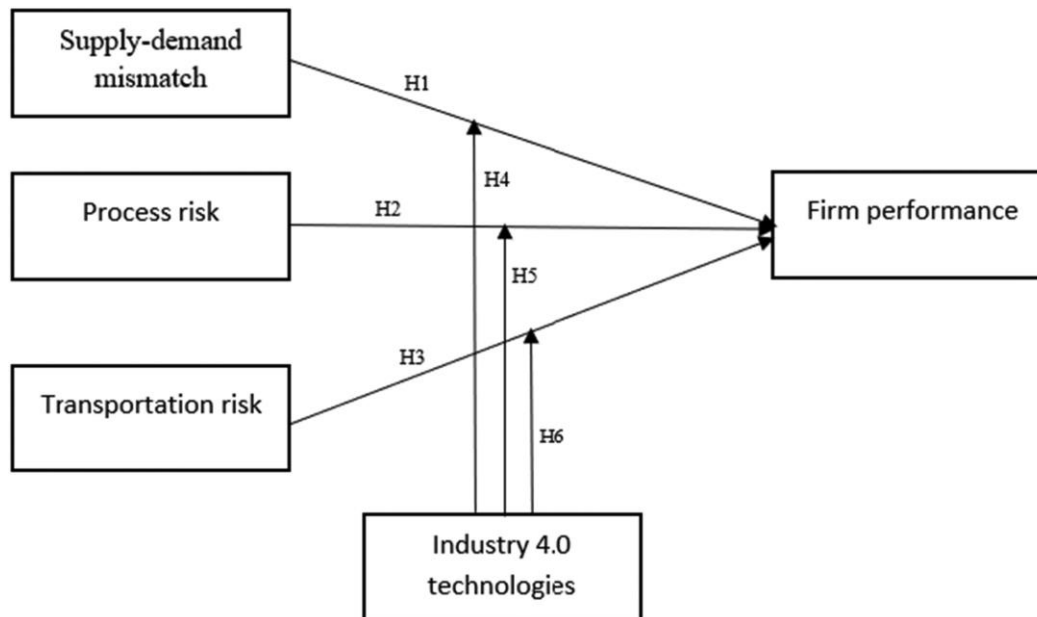 Supply-demand
mismatch
H1
H4
Process risk
H2
Firm performance
H5
H3
Transportation risk
H6
Industry 4.0
technologies